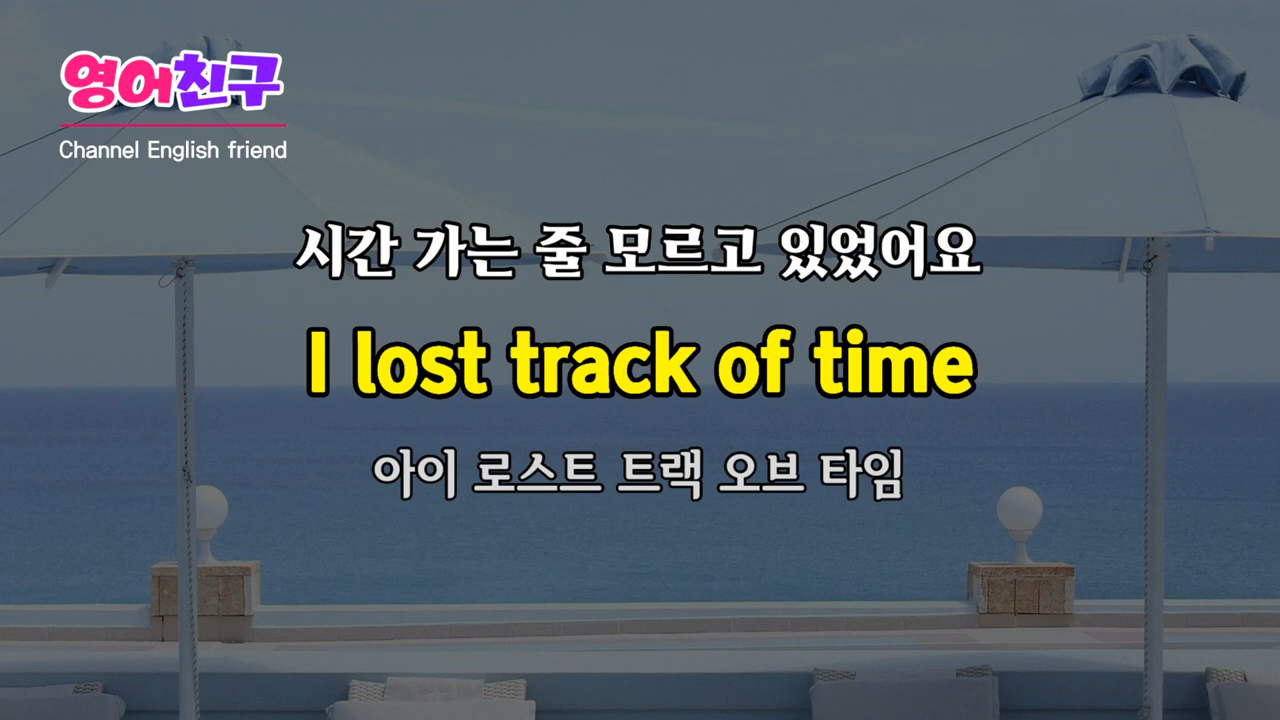 영어친구
Channel English friend
시간 가는 줄 모르고 있었어요
I lost track of time
아이 로스트 트랙 오브 타임